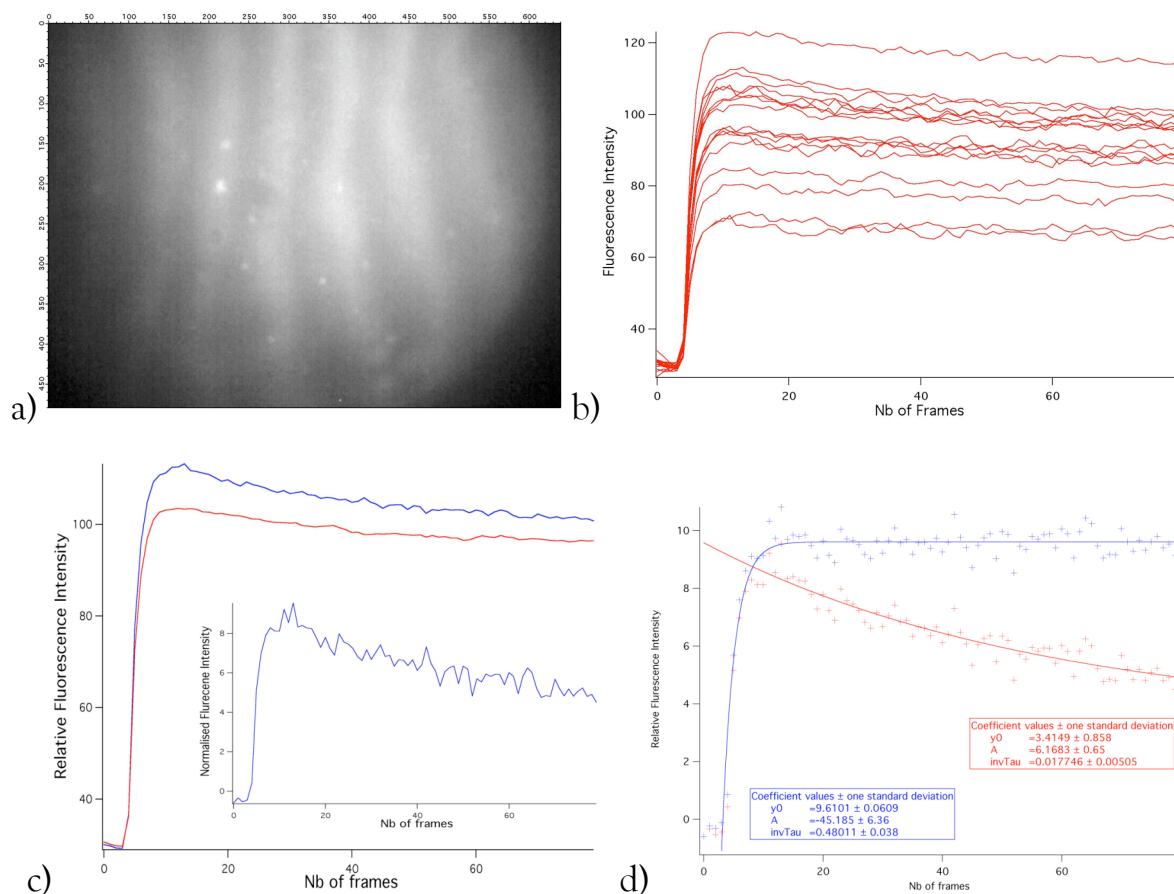 0 50 100 150 200 250 300 350 400 450 500 550 600
0
50
100
150
200
250
300
350
400
450
a)
120
100
80
60
40
Fluorescence Intensity
0 20 40 60
Nb of Frames
b)
100
80
60
40
Relative Fluorescence Intensity
0 20 40 60
Nb of frames
8
6
4
2
0
Normalised Flurecene Intensity
0 20 40 60
Nb of frames
c)
10
8
6
4
2
0
Relative Flurescence Intensity
Coefficient values ± one standard deviation
y0 =3.4149 ± 0.858
A =6.1683 ± 0.65
invTau =0.017746 ± 0.00505
Coefficient values ± one standard deviation
y0 =9.6101 ± 0.0609
A =-45.185 ± 6.36
invTau =0.48011 ± 0.038
0 20 40 60
Nb of frames
d)